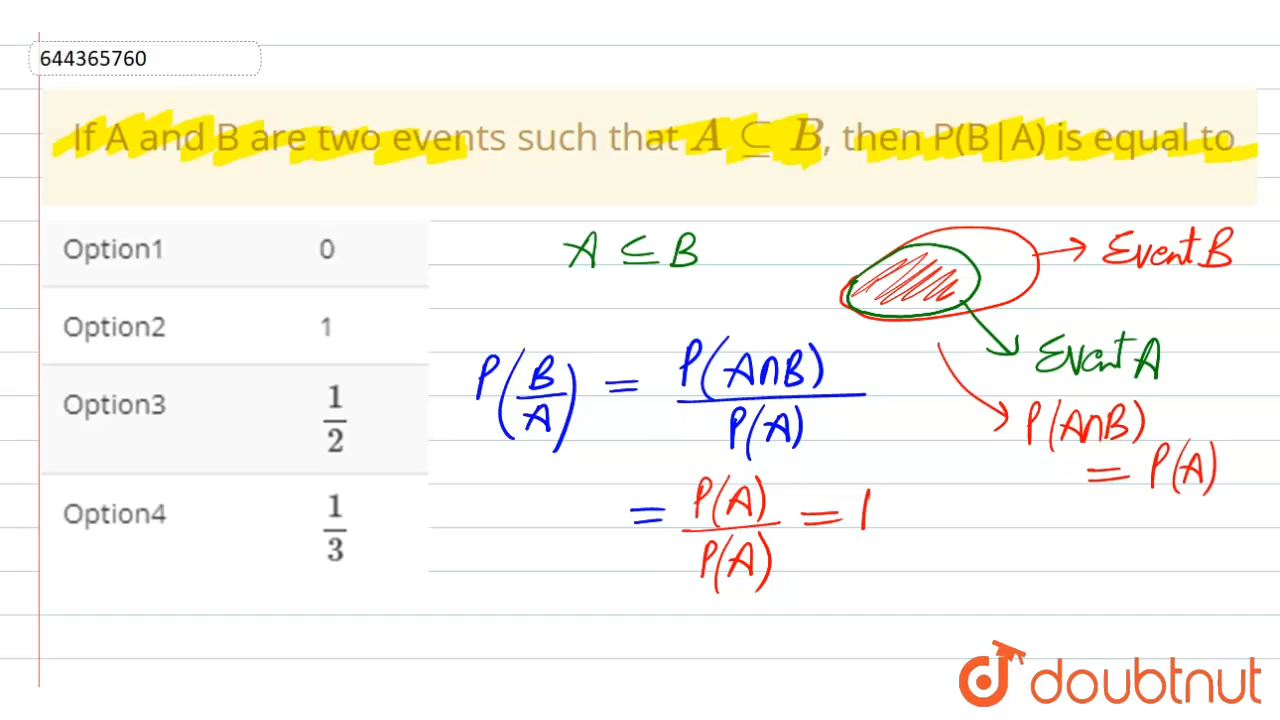 644365760
If A and B are two events such that A ⊆ B, then P(B|A) is equal to
Option1 0
Option2 1
Option3 1/2
Option4 1/3
A ⊆ B
Event B
Event A
P(B/A) = P(A∩B)/P(A)
P(A∩B)
= P(A)
= P(A)/P(A) = 1
doubtnut